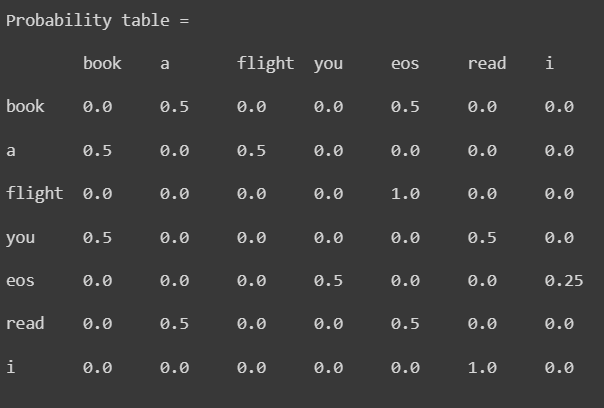 Probability table =
book a flight you eos read i
book 0.0 0.5 0.0 0.0 0.5 0.0 0.0
a 0.5 0.0 0.5 0.0 0.0 0.0 0.0
flight 0.0 0.0 0.0 0.0 1.0 0.0 0.0
you 0.5 0.0 0.0 0.0 0.0 0.5 0.0
eos 0.0 0.0 0.0 0.5 0.0 0.0 0.25
read 0.0 0.5 0.0 0.0 0.5 0.0 0.0
i 0.0 0.0 0.0 0.0 0.0 1.0 0.0